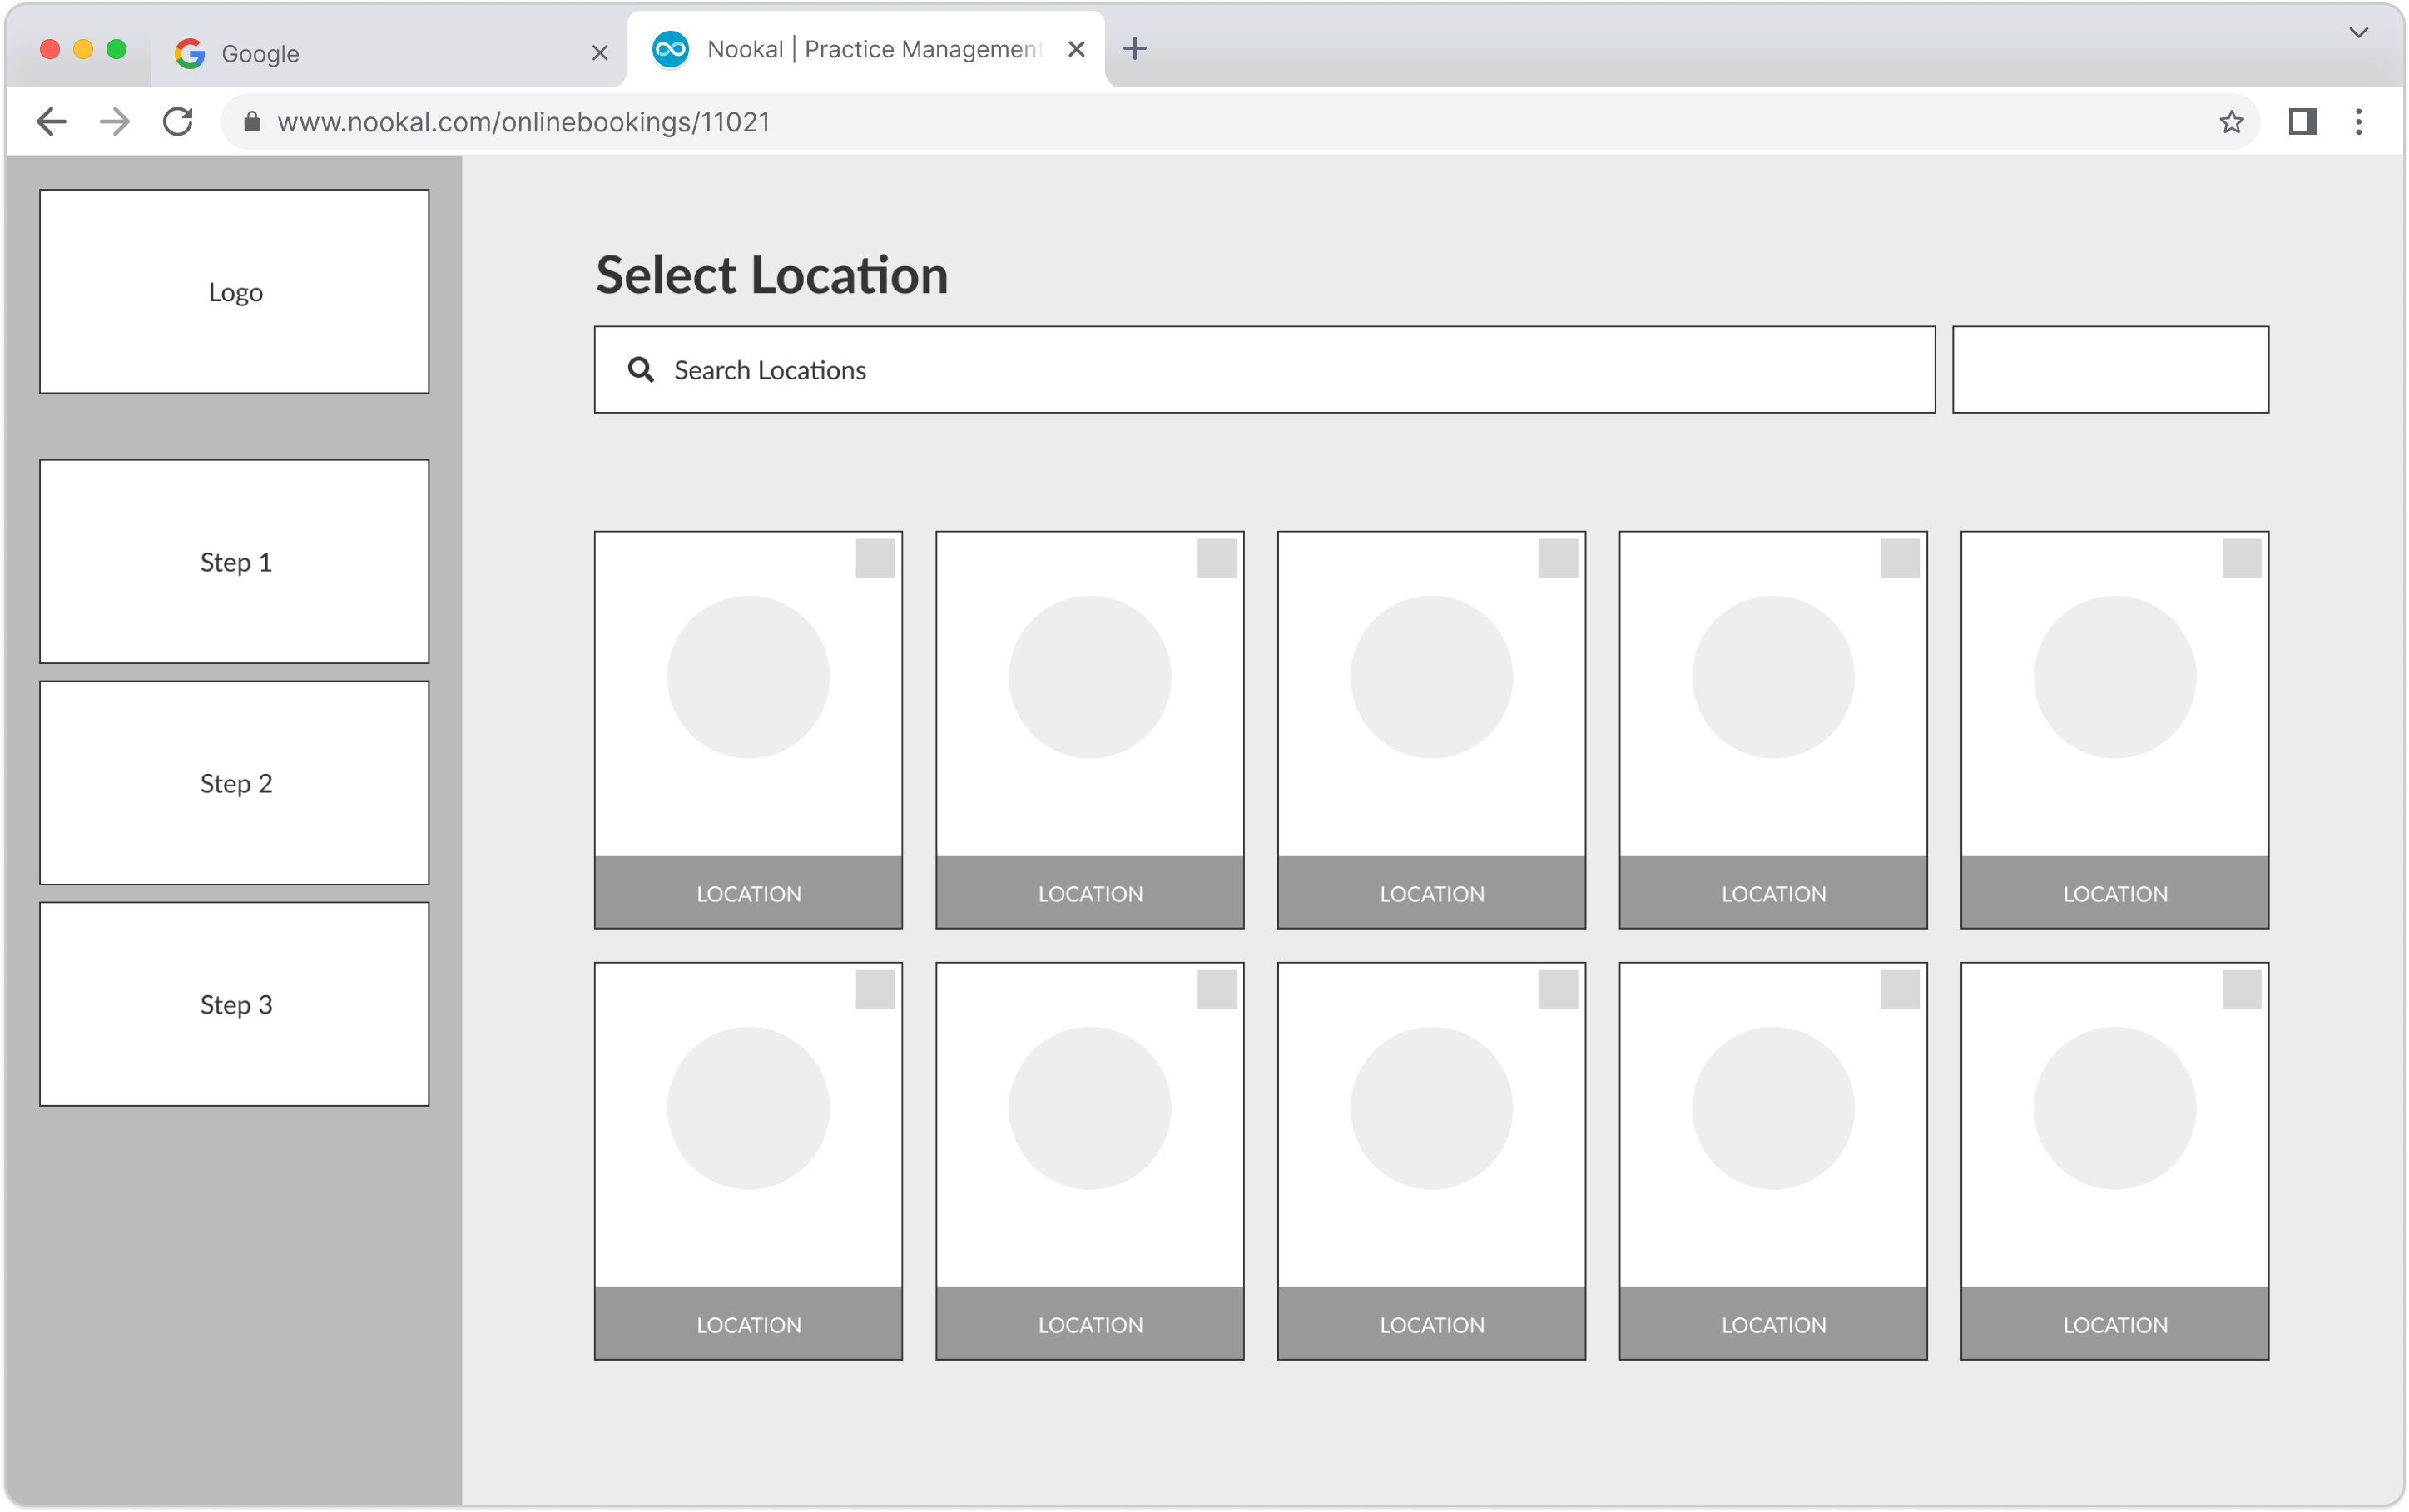 Google
Nookal | Practice Management
www.nookal.com/onlinebookings/11021
Logo
Step 1
Step 2
Step 3
Select Location
Search Locations
LOCATION
LOCATION
LOCATION
LOCATION
LOCATION
LOCATION
LOCATION
LOCATION
LOCATION
LOCATION